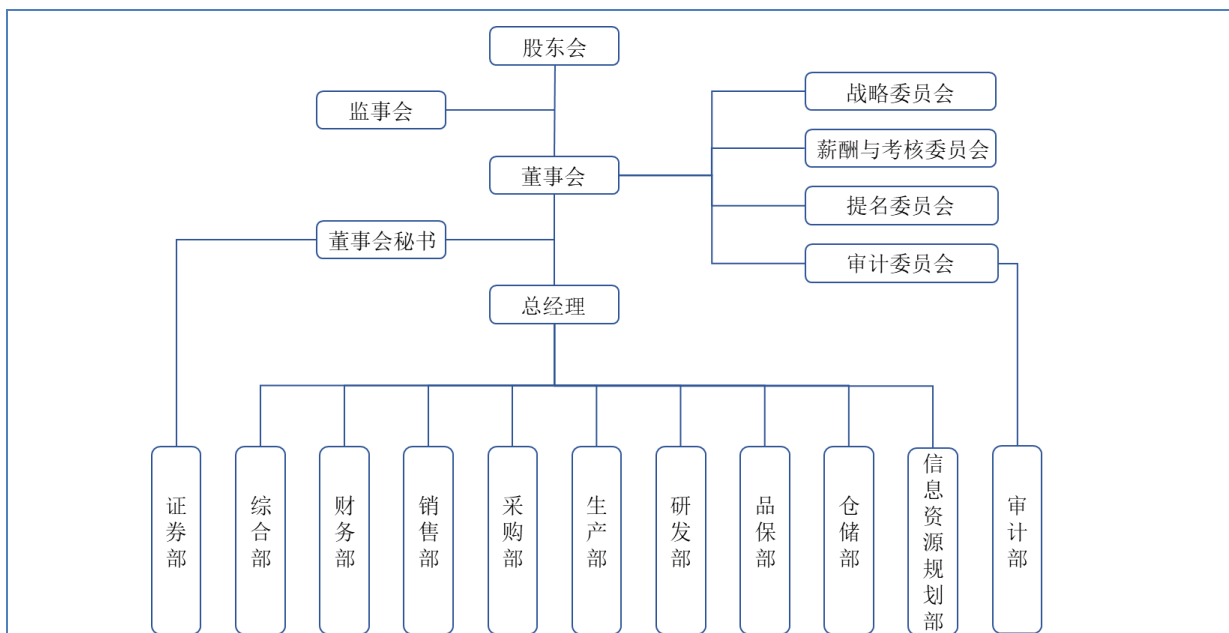 股东会
监事会
战略委员会
薪酬与考核委员会
董事会
提名委员会
董事会秘书
审计委员会
总经理
证券部
综合部
财务部
销售部
采购部
生产部
研发部
品保部
仓储部
信息资源规划部
审计部